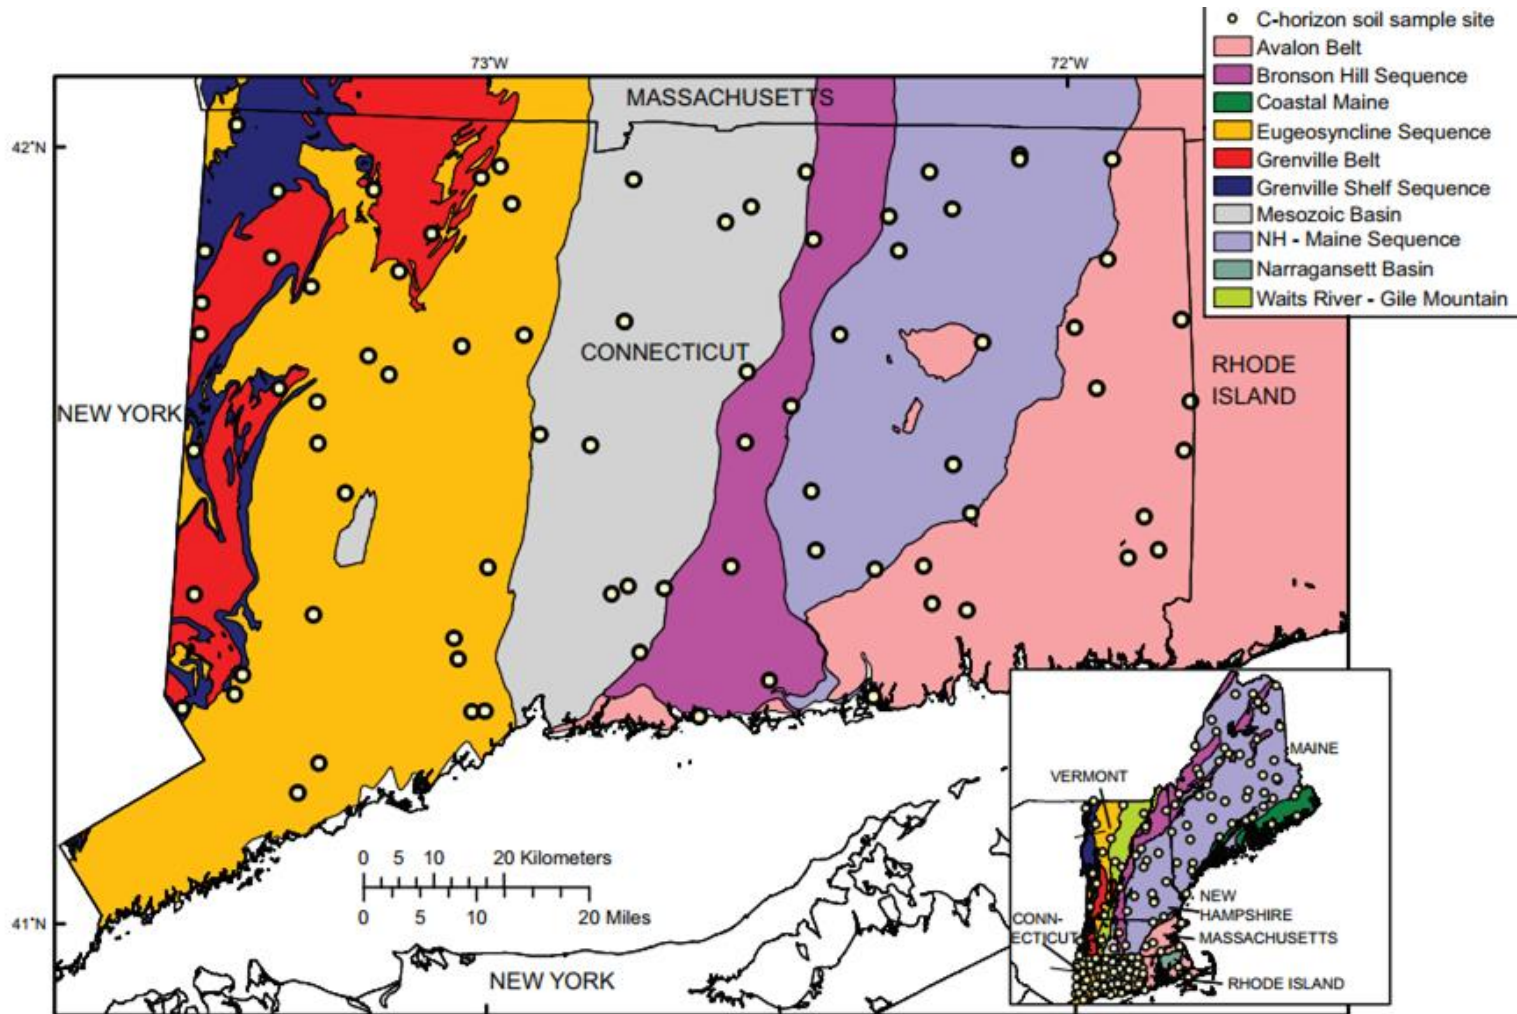 C-horizon soil sample site
Avalon Belt
Bronson Hill Sequence
Coastal Maine
Eugeosyncline Sequence
Grenville Belt
Grenville Shelf Sequence
Mesozoic Basin
NH - Maine Sequence
Narragansett Basin
Waits River - Gile Mountain
73°W
72°W
MASSACHUSETTS
42°N
CONNECTICUT
RHODE
ISLAND
NEW YORK
0 5 10 20 Kilometers
0 5 10 20 Miles
41°N
NEW YORK
MAINE
VERMONT
NEW
HAMPSHIRE
CONN-
ECTICUT
MASSACHUSETTS
RHODE ISLAND